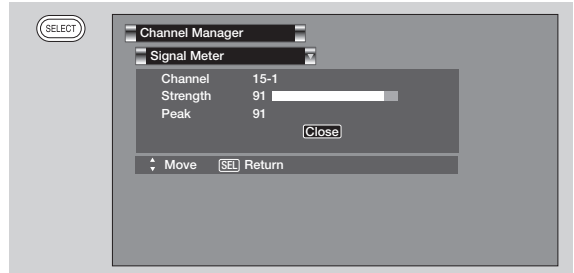 SELECT
Channel Manager
Signal Meter
Channel 15-1
Strength 91
Peak 91
Close
Move SEL Return